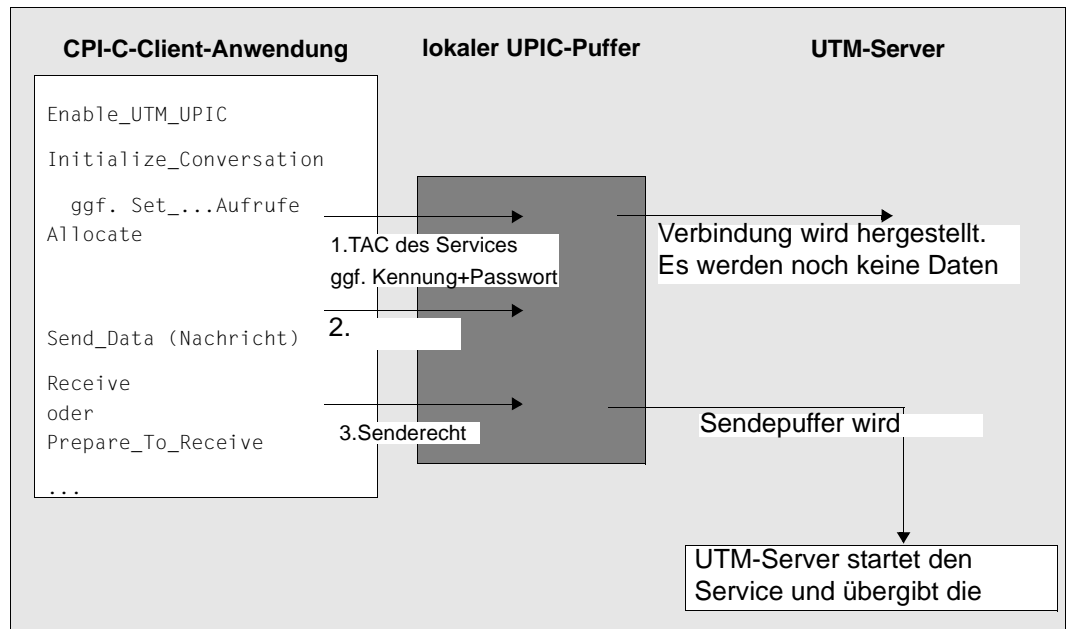 CPI-C-Client-Anwendung
lokaler UPIC-Puffer
UTM-Server
Enable_UTM_UPIC
Initialize_Conversation
ggf. Set_...Aufrufe
Allocate
1.TAC des Services
ggf. Kennung+Passwort
Verbindung wird hergestellt.
Es werden noch keine Daten
2.
Send_Data (Nachricht)
Receive
oder
Prepare_To_Receive
...
3.Senderecht
Sendepuffer wird
UTM-Server startet den
Service und übergibt die